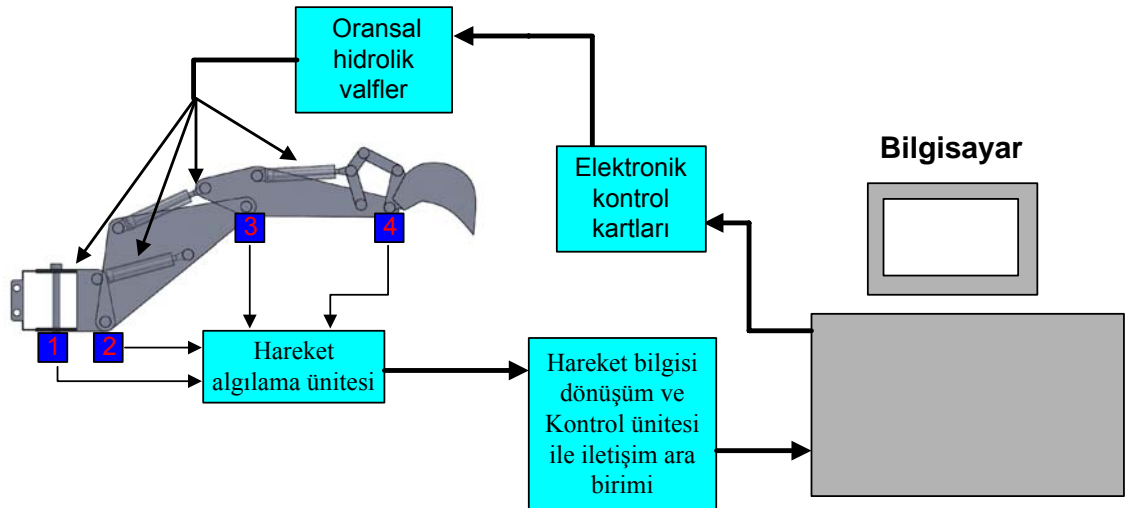 Oransal
hidrolik
valfler
Bilgisayar
Elektronik
kontrol
kartları
3
4
1
2
Hareket
algılama ünitesi
Hareket bilgisi
dönüşüm ve
Kontrol ünitesi
ile iletişim ara
birimi